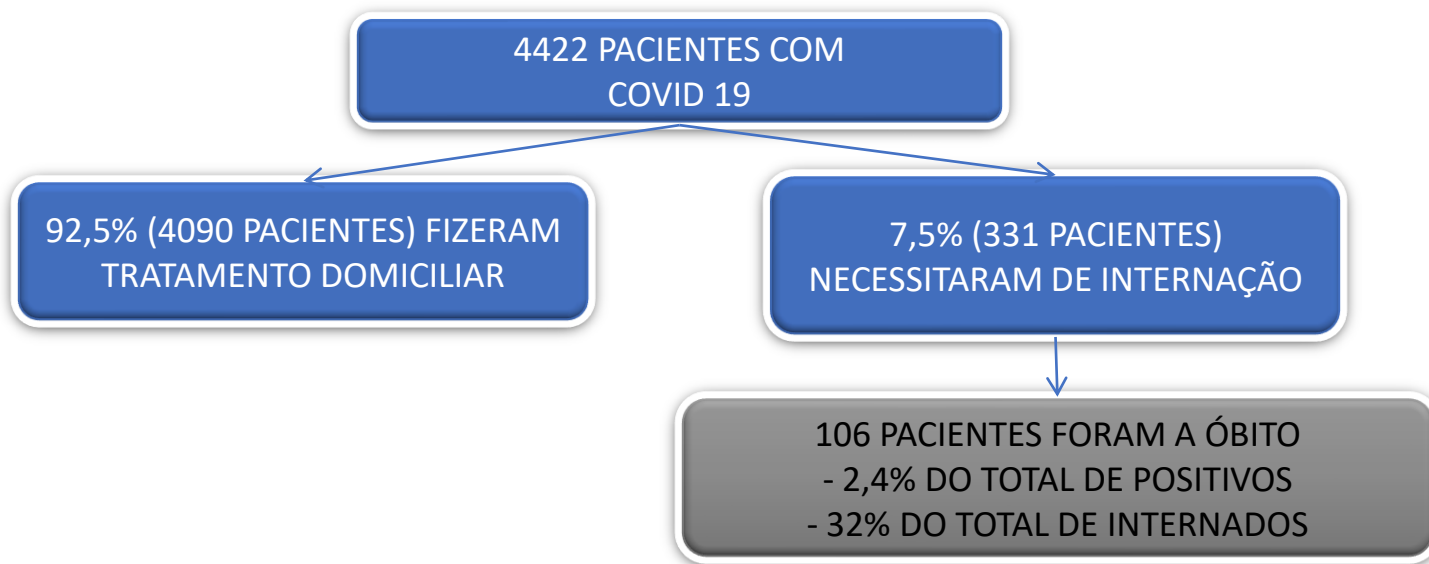 4422 PACIENTES COM
COVID 19
92,5% (4090 PACIENTES) FIZERAM
TRATAMENTO DOMICILIAR
7,5% (331 PACIENTES)
NECESSITARAM DE INTERNAÇÃO
106 PACIENTES FORAM A ÓBITO
- 2,4% DO TOTAL DE POSITIVOS
- 32% DO TOTAL DE INTERNADOS